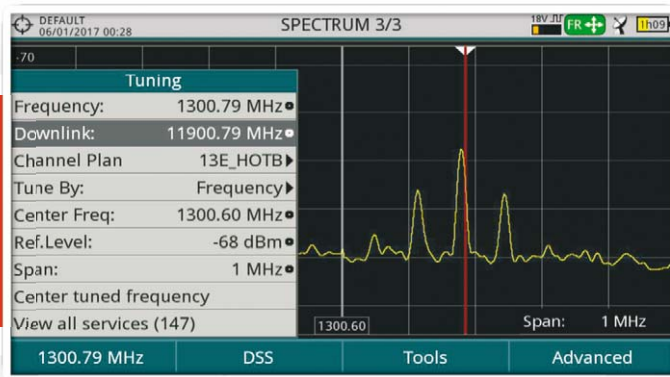 DEFAULT
06/01/2017 00:28
SPECTRUM 3/3
18V
FR
1h09
-70
Tuning
Frequency: 1300.79 MHz
Downlink: 11900.79 MHz
Channel Plan 13E_HOTB
Tune By: Frequency
Center Freq: 1300.60 MHz
Ref.Level: -68 dBm
Span: 1 MHz
Center tuned frequency
View all services (147)
1300.60
Span: 1 MHz
1300.79 MHz
DSS
Tools
Advanced